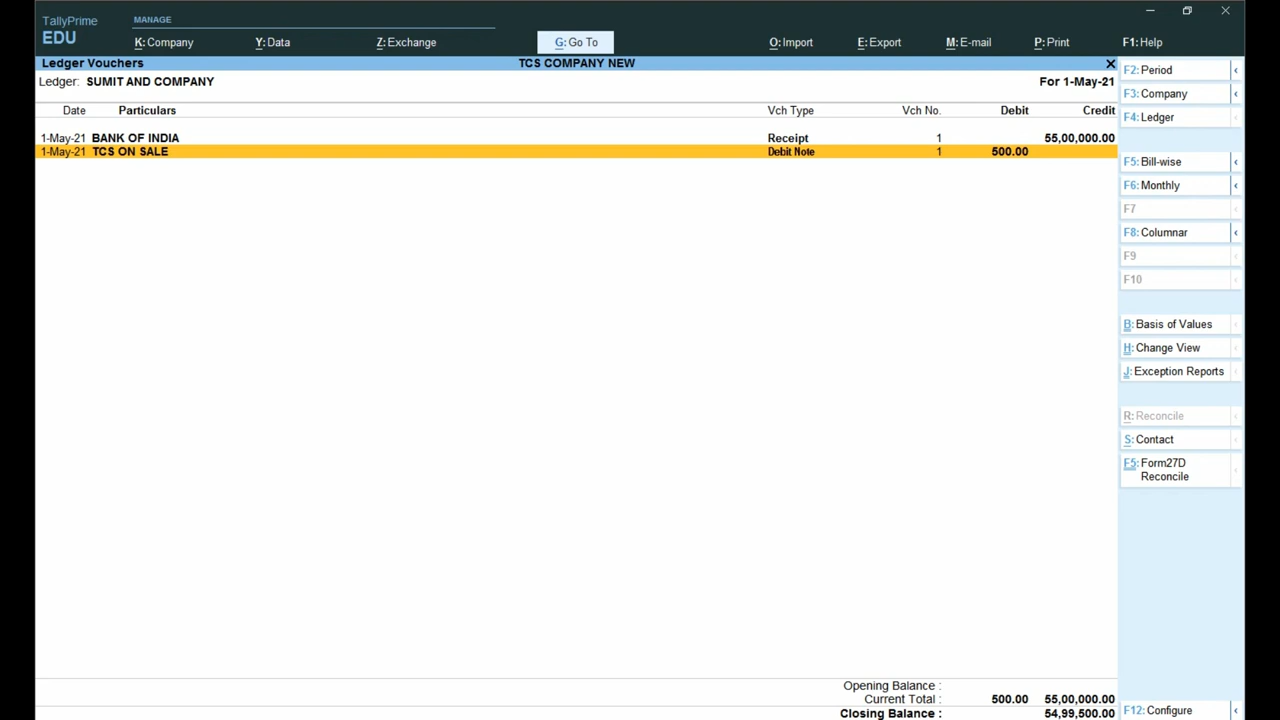 TallyPrime
EDU
MANAGE
K: Company
Y: Data
Z: Exchange
G: Go To
O: Import
E: Export
M: E-mail
P: Print
F1: Help
Ledger Vouchers
TCS COMPANY NEW
Ledger: SUMIT AND COMPANY
For 1-May-21
Date Particulars Vch Type Vch No. Debit Credit
1-May-21 BANK OF INDIA Receipt 1 55,00,000.00
1-May-21 TCS ON SALE Debit Note 1 500.00
Opening Balance :
Current Total : 500.00 55,00,000.00
Closing Balance : 54,99,500.00
F2: Period
F3: Company
F4: Ledger
F5: Bill-wise
F6: Monthly
F7
F8: Columnar
F9
F10
B: Basis of Values
H: Change View
J: Exception Reports
R: Reconcile
S: Contact
F5: Form27D
Reconcile
F12: Configure